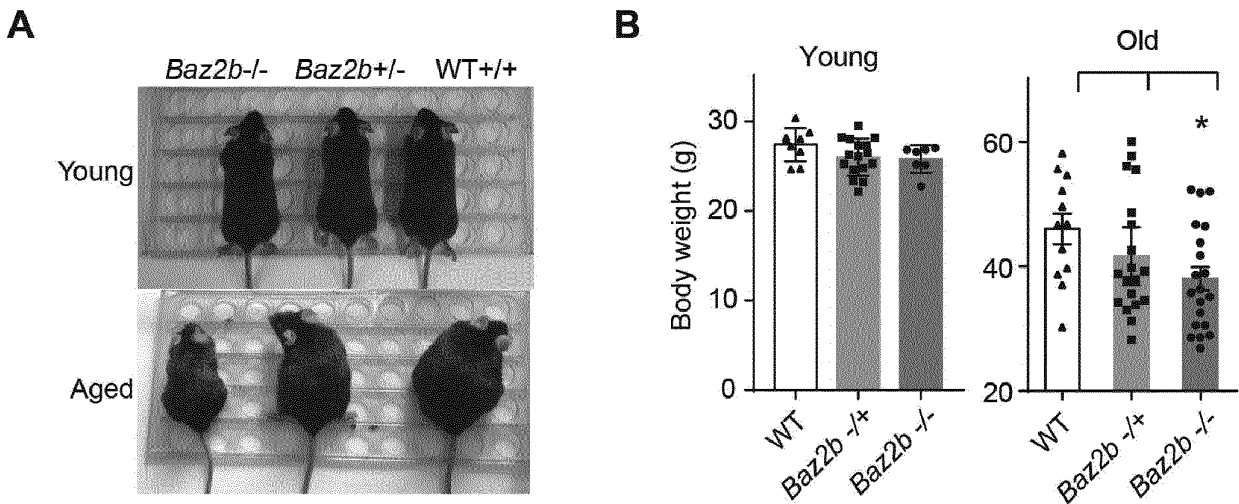 A
Baz2b-/- Baz2b+/- WT+/+
Young
Aged
B
Young
Old
Body weight (g)
30
20
10
0
60
40
20
*
WT
Baz2b -/+
Baz2b -/-
WT
Baz2b -/+
Baz2b -/-